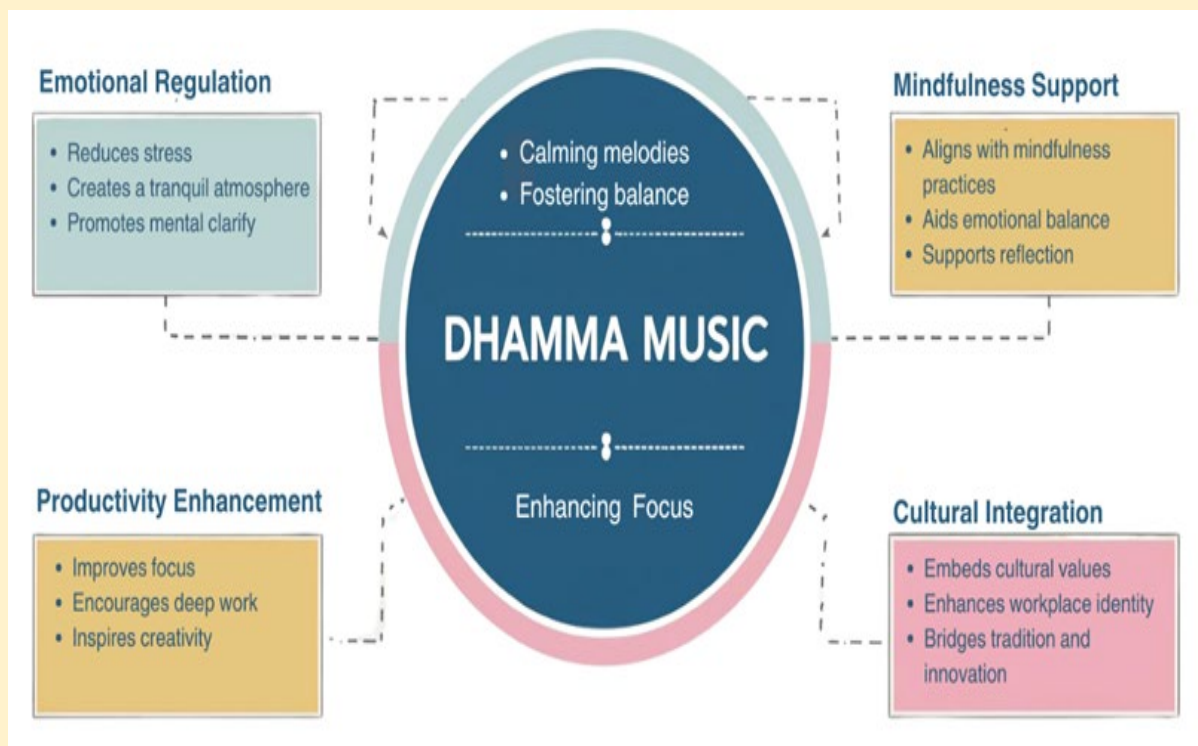 Emotional Regulation
• Reduces stress
• Creates a tranquil atmosphere
• Promotes mental clarify
• Calming melodies
• Fostering balance
DHAMMA MUSIC
Enhancing Focus
Mindfulness Support
• Aligns with mindfulness
practices
• Aids emotional balance
• Supports reflection
Productivity Enhancement
• Improves focus
• Encourages deep work
• Inspires creativity
Cultural Integration
• Embeds cultural values
• Enhances workplace identity
• Bridges tradition and
innovation